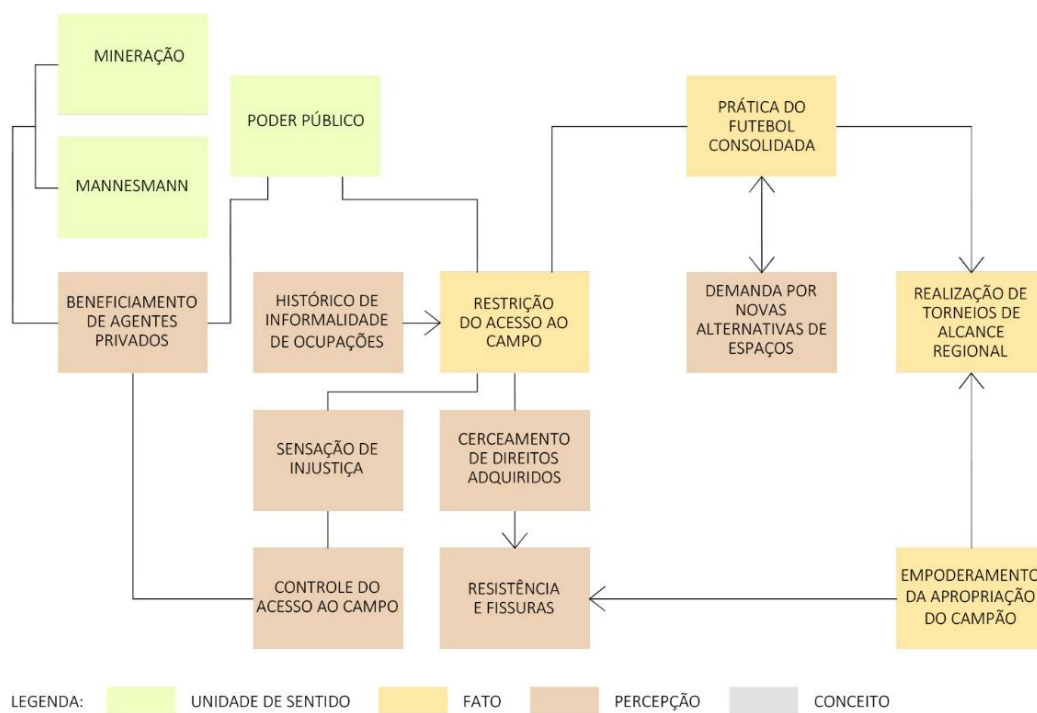 MINERAÇÃO
PODER PÚBLICO
MANNESMANN
PRÁTICA DO
FUTEBOL
CONSOLIDADA
BENEFICIAMENTO
DE AGENTES
PRIVADOS
HISTÓRICO DE
INFORMALIDADE
DE OCUPAÇÕES
RESTRIÇÃO
DO ACESSO AO
CAMPO
DEMANDA POR
NOVAS
ALTERNATIVAS DE
ESPAÇOS
REALIZAÇÃO DE
TORNEIOS DE
ALCANCE
REGIONAL
SENSAÇÃO DE
INJUSTIÇA
CERCEAMENTO
DE DIREITOS
ADQUIRIDOS
CONTROLE DO
ACESSO AO CAMPO
RESISTÊNCIA
E FISSURAS
EMPODERAMENTO
DA APROPRIAÇÃO
DO CAMPÃO
LEGENDA:
UNIDADE DE SENTIDO
FATO
PERCEPÇÃO
CONCEITO